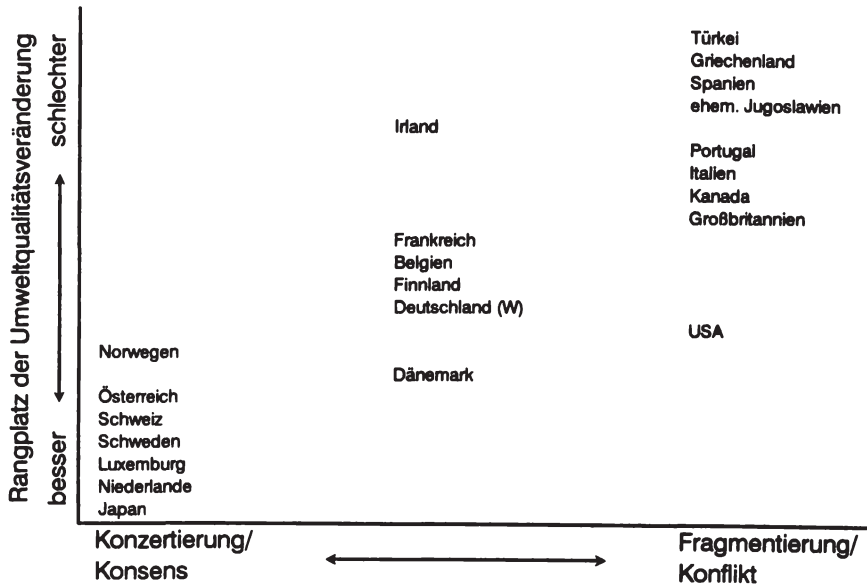 Rangplatz der Umweltqualitätsveränderung
schlechter
besser
Türkei
Griechenland
Spanien
ehem. Jugoslawien
Irland
Portugal
Italien
Kanada
Großbritannien
Frankreich
Belgien
Finnland
Deutschland (W)
USA
Norwegen
Dänemark
Österreich
Schweiz
Schweden
Luxemburg
Niederlande
Japan
Konzertierung/
Konsens
Fragmentierung/
Konflikt